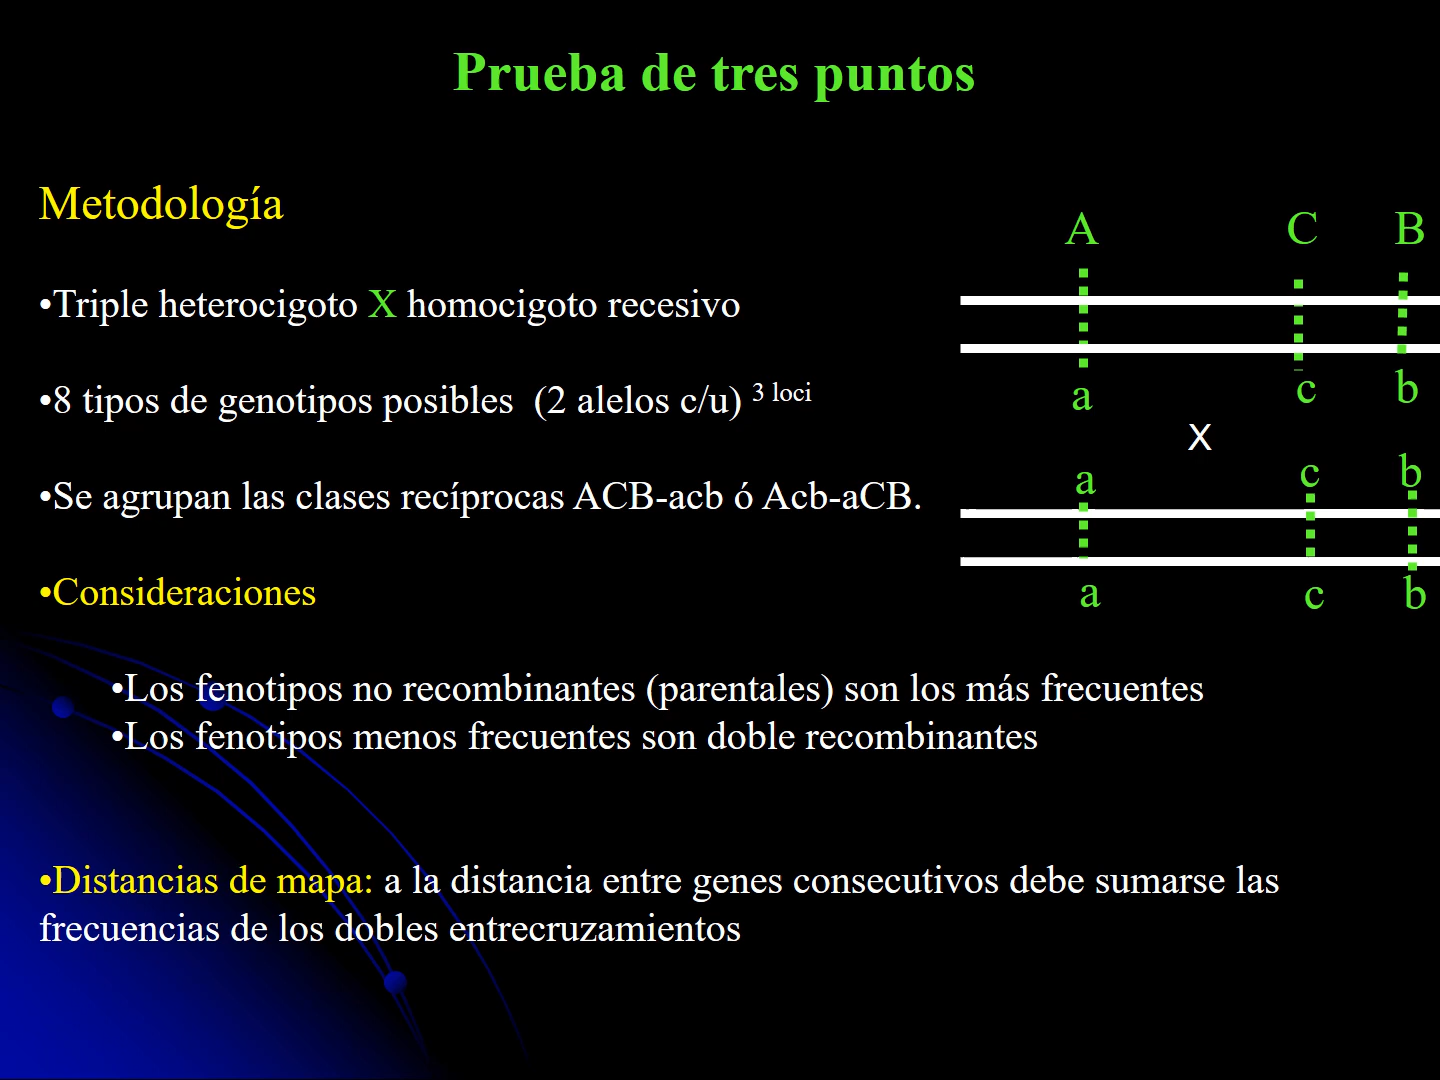 Prueba de tres puntos
Metodología
•Triple heterocigoto X homocigoto recesivo
•8 tipos de genotipos posibles (2 alelos c/u) 3 loci
•Se agrupan las clases recíprocas ACB-acb ó Acb-aCB.
•Consideraciones
•Los fenotipos no recombinantes (parentales) son los más frecuentes
•Los fenotipos menos frecuentes son doble recombinantes
•Distancias de mapa: a la distancia entre genes consecutivos debe sumarse las
frecuencias de los dobles entrecruzamientos
A C B
a c b
X
a c b
a c b